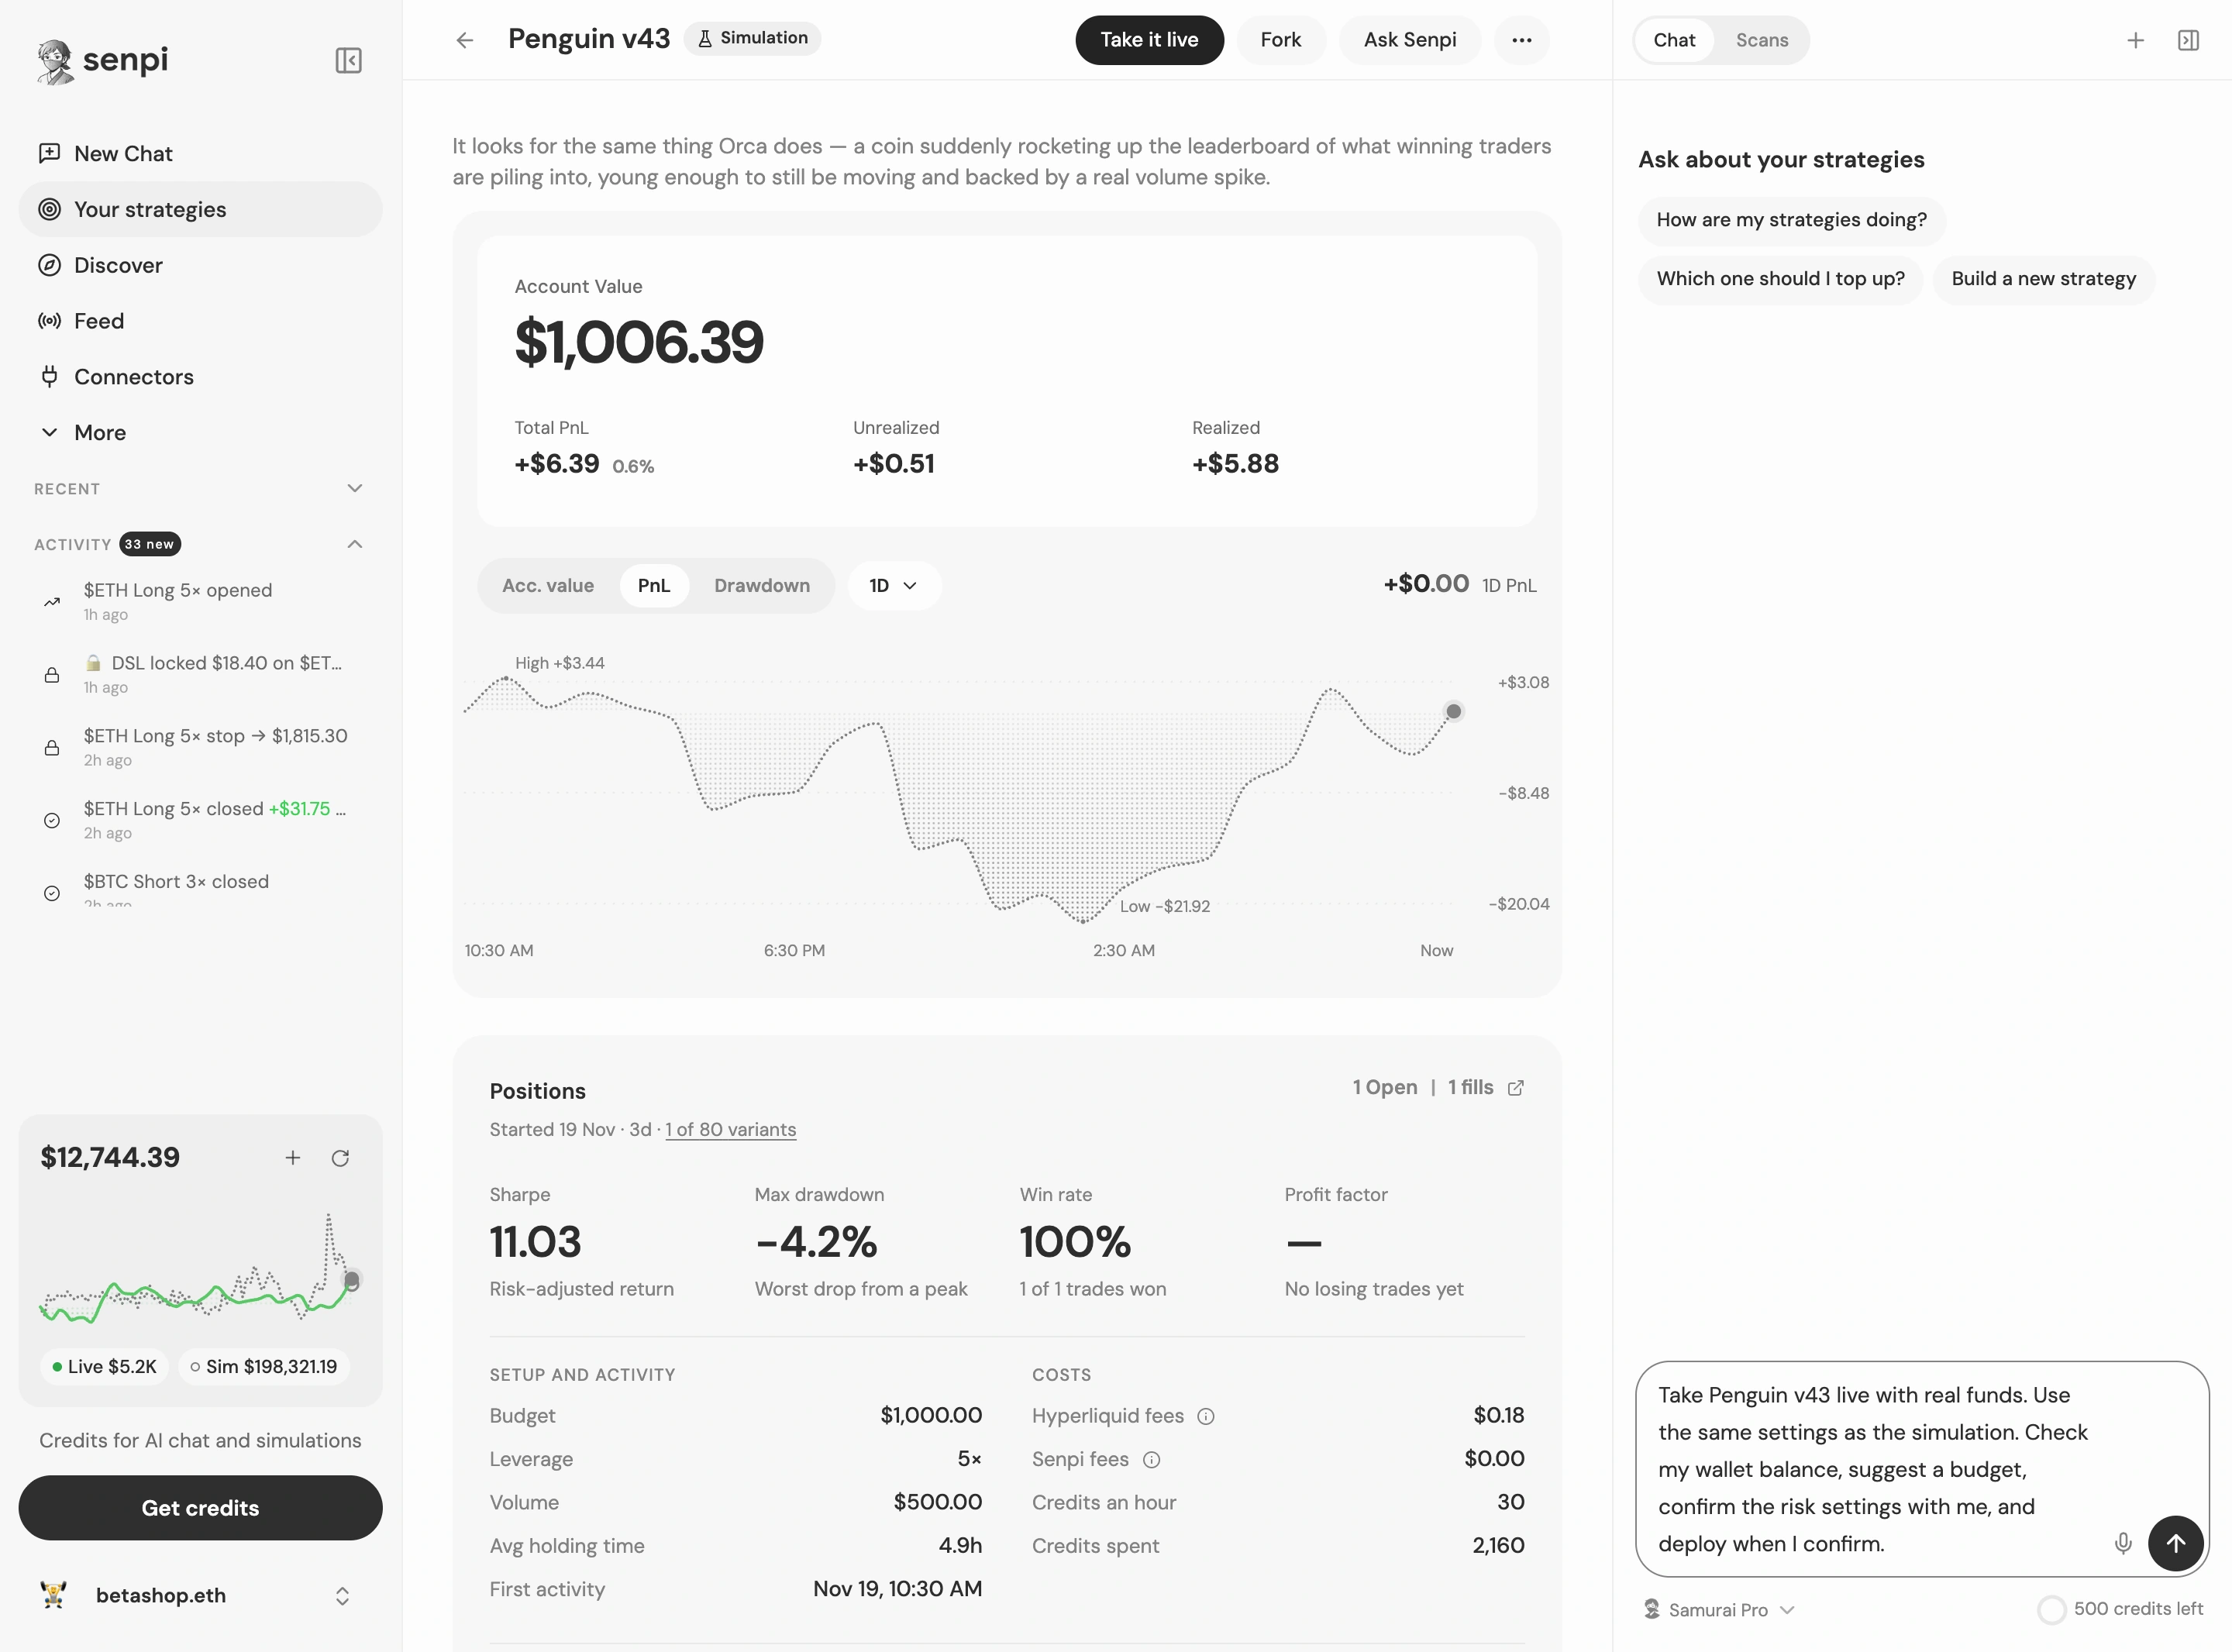 senpi
New Chat
Your strategies
Discover
Feed
Connectors
More
RECENT
ACTIVITY 33 new
$ETH Long 5× opened
1h ago
DSL locked $18.40 on $ET...
1h ago
$ETH Long 5× stop → $1,815.30
2h ago
$ETH Long 5× closed +$31.75 ...
2h ago
$BTC Short 3× closed
2h ago
$12,744.39
Live $5.2K
Sim $198,321.19
Credits for AI chat and simulations
Get credits
betashop.eth
Penguin v43
Simulation
Take it live
Fork
Ask Senpi
It looks for the same thing Orca does — a coin suddenly rocketing up the leaderboard of what winning traders
are piling into, young enough to still be moving and backed by a real volume spike.
Account Value
$1,006.39
Total PnL
+$6.39 0.6%
Unrealized
+$0.51
Realized
+$5.88
Acc. value
PnL
Drawdown
1D
+$0.00 1D PnL
High +$3.44
+$3.08
−$8.48
Low −$21.92
−$20.04
10:30 AM
6:30 PM
2:30 AM
Now
Positions
1 Open | 1 fills
Started 19 Nov · 3d · 1 of 80 variants
Sharpe
11.03
Risk-adjusted return
Max drawdown
−4.2%
Worst drop from a peak
Win rate
100%
1 of 1 trades won
Profit factor
—
No losing trades yet
SETUP AND ACTIVITY
Budget $1,000.00
Leverage 5×
Volume $500.00
Avg holding time 4.9h
First activity Nov 19, 10:30 AM
COSTS
Hyperliquid fees $0.18
Senpi fees $0.00
Credits an hour 30
Credits spent 2,160
Chat
Scans
Ask about your strategies
How are my strategies doing?
Which one should I top up?
Build a new strategy
Take Penguin v43 live with real funds. Use
the same settings as the simulation. Check
my wallet balance, suggest a budget,
confirm the risk settings with me, and
deploy when I confirm.
Samurai Pro
500 credits left